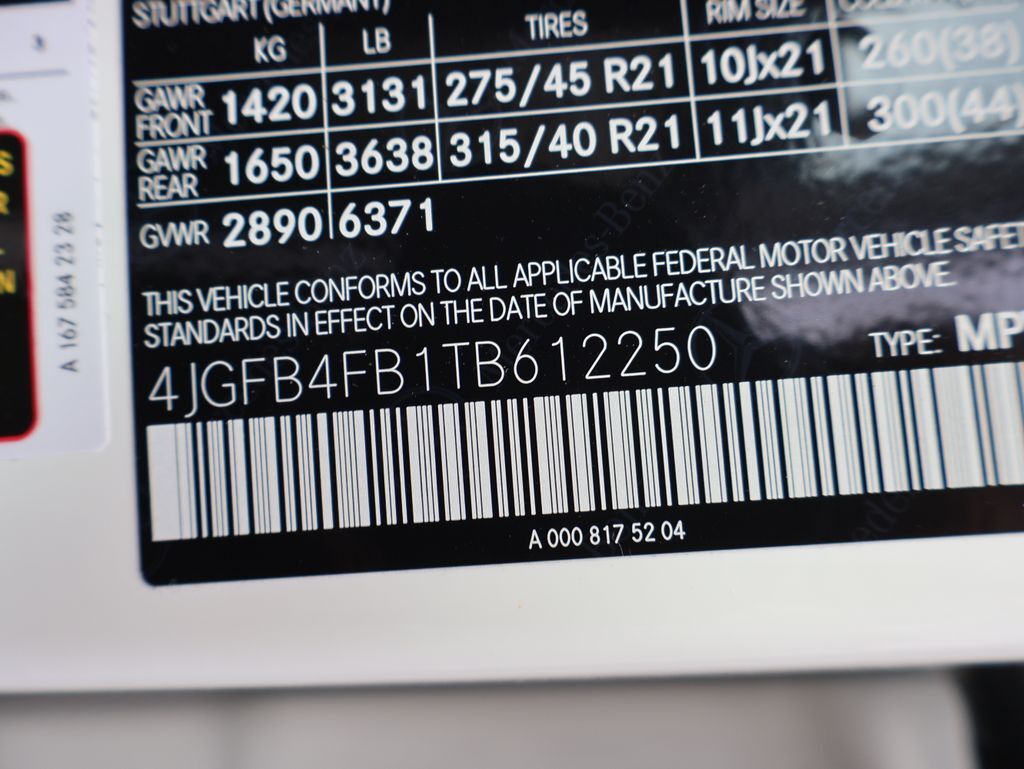 STUTTGART (GERMANY)
KG LB TIRES RIM SIZE
GAWR FRONT 1420 3131 275/45 R21 10Jx21 260(38)
GAWR REAR 1650 3638 315/40 R21 11Jx21 300(44)
GVWR 2890 6371
THIS VEHICLE CONFORMS TO ALL APPLICABLE FEDERAL MOTOR VEHICLE SAFET
STANDARDS IN EFFECT ON THE DATE OF MANUFACTURE SHOWN ABOVE.
4JGFB4FB1TB612250 TYPE: MP
A 000 817 52 04
A 167 584 23 28